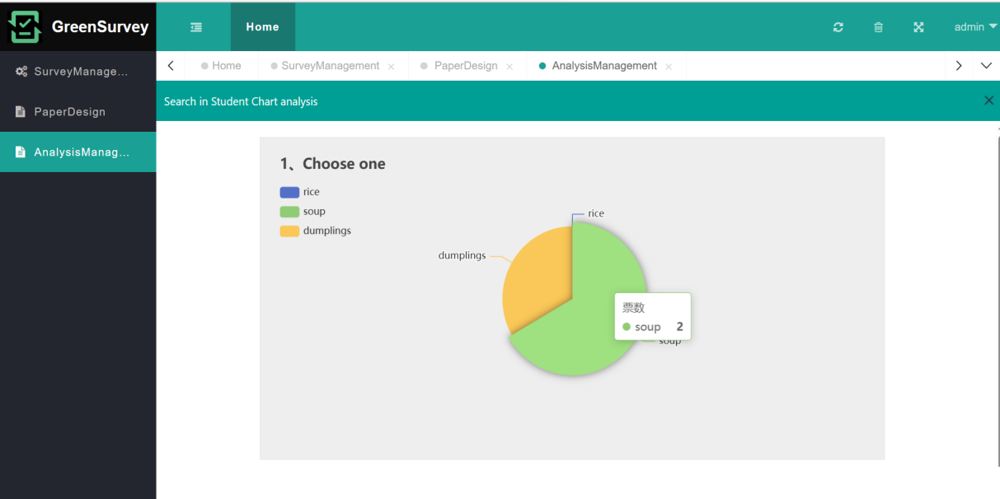 GreenSurvey
Home
admin
SurveyManage...
PaperDesign
AnalysisManag...
Home
SurveyManagement
PaperDesign
AnalysisManagement
Search in Student Chart analysis
1、Choose one
rice
soup
dumplings
rice
dumplings
票数
soup 2
soup